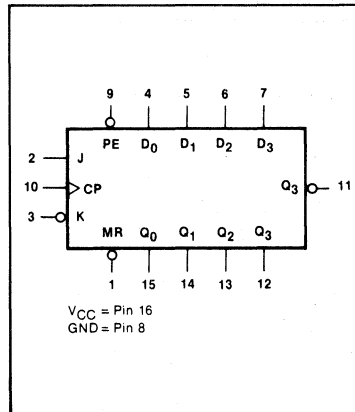 9 4 5 6 7
PE D0 D1 D2 D3
2 J
10 CP Q3 11
3 K
MR Q0 Q1 Q2 Q3
1 15 14 13 12
VCC = Pin 16
GND = Pin 8